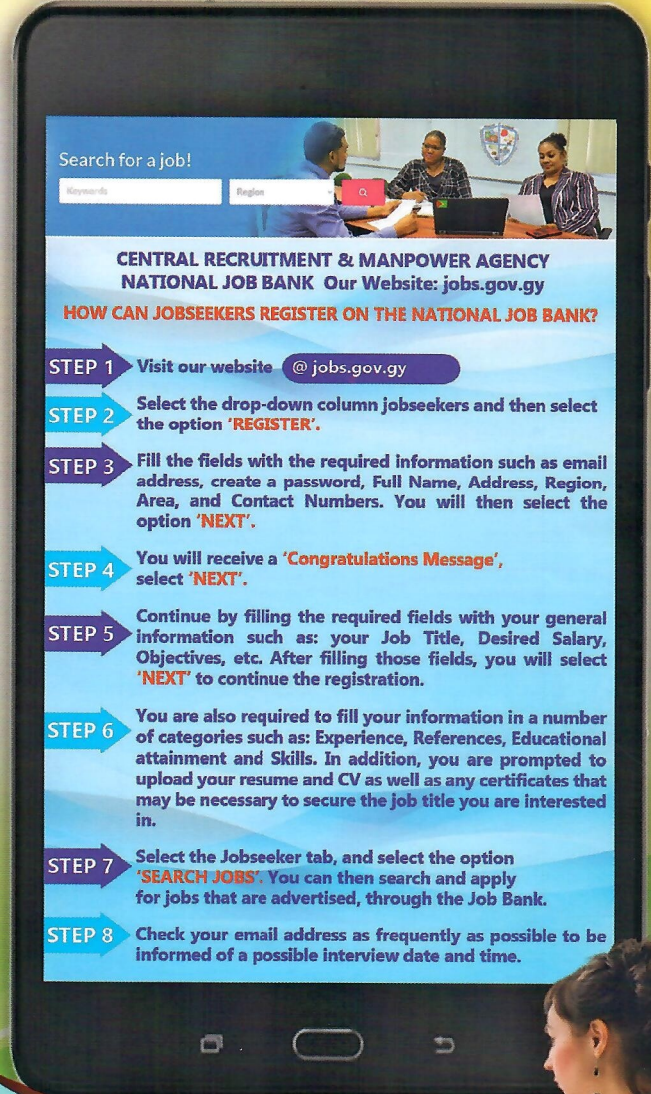 Search for a job!
Keywords
Region
CENTRAL RECRUITMENT & MANPOWER AGENCY
NATIONAL JOB BANK Our Website: jobs.gov.gy
HOW CAN JOBSEEKERS REGISTER ON THE NATIONAL JOB BANK?
STEP 1 Visit our website @ jobs.gov.gy
STEP 2 Select the drop-down column jobseekers and then select
the option 'REGISTER'.
STEP 3 Fill the fields with the required information such as email
address, create a password, Full Name, Address, Region,
Area, and Contact Numbers. You will then select the
option 'NEXT'.
STEP 4 You will receive a 'Congratulations Message',
select 'NEXT'.
STEP 5 Continue by filling the required fields with your general
information such as: your Job Title, Desired Salary,
Objectives, etc. After filling those fields, you will select
'NEXT' to continue the registration.
STEP 6 You are also required to fill your information in a number
of categories such as: Experience, References, Educational
attainment and Skills. In addition, you are prompted to
upload your resume and CV as well as any certificates that
may be necessary to secure the job title you are interested
in.
STEP 7 Select the Jobseeker tab, and select the option
'SEARCH JOBS'. You can then search and apply
for jobs that are advertised, through the Job Bank.
STEP 8 Check your email address as frequently as possible to be
informed of a possible interview date and time.